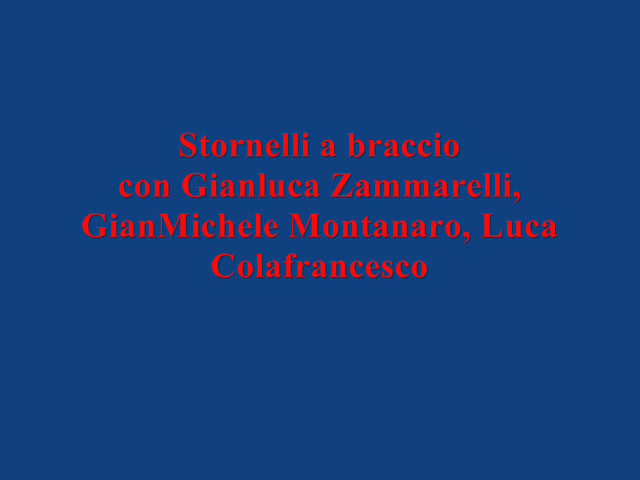 Stornelli a braccio
con Gianluca Zammarelli,
GianMichele Montanaro, Luca
Colafrancesco